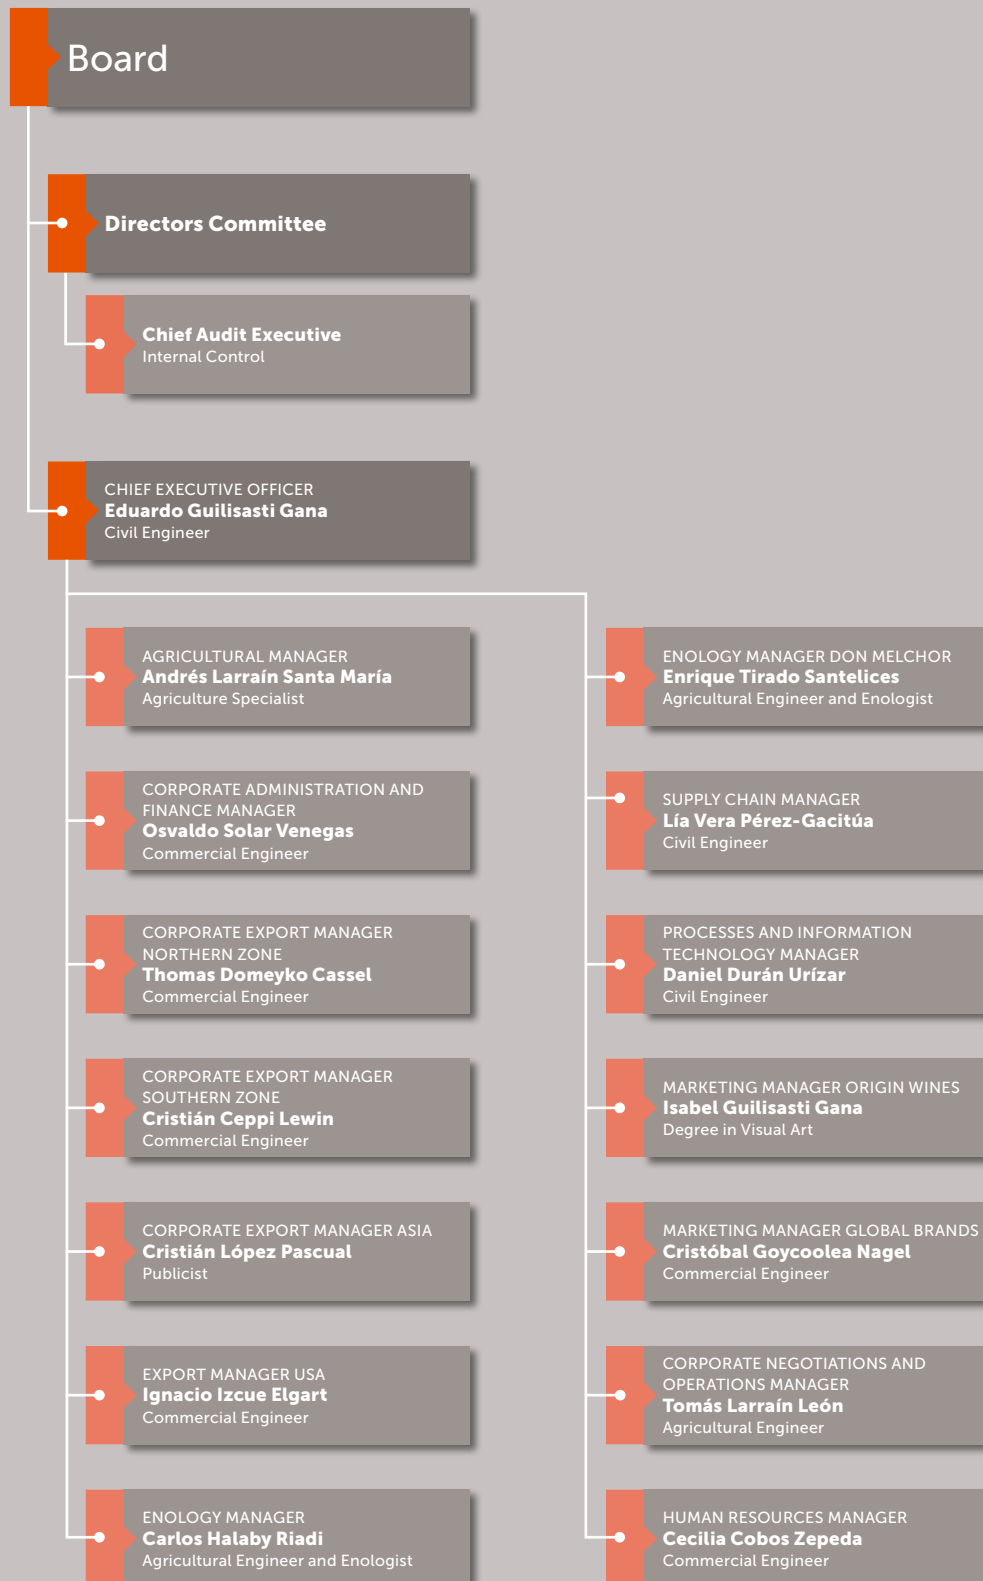 Board
Directors Committee
Chief Audit Executive
Internal Control
CHIEF EXECUTIVE OFFICER
Eduardo Guilisasti Gana
Civil Engineer
AGRICULTURAL MANAGER
Andrés Larraín Santa María
Agriculture Specialist
CORPORATE ADMINISTRATION AND
FINANCE MANAGER
Osvaldo Solar Venegas
Commercial Engineer
CORPORATE EXPORT MANAGER
NORTHERN ZONE
Thomas Domeyko Cassel
Commercial Engineer
CORPORATE EXPORT MANAGER
SOUTHERN ZONE
Cristián Ceppi Lewin
Commercial Engineer
CORPORATE EXPORT MANAGER ASIA
Cristián López Pascual
Publicist
EXPORT MANAGER USA
Ignacio Izcue Elgart
Commercial Engineer
ENOLOGY MANAGER
Carlos Halaby Riadi
Agricultural Engineer and Enologist
ENOLOGY MANAGER DON MELCHOR
Enrique Tirado Santelices
Agricultural Engineer and Enologist
SUPPLY CHAIN MANAGER
Lía Vera Pérez-Gacitúa
Civil Engineer
PROCESSES AND INFORMATION
TECHNOLOGY MANAGER
Daniel Durán Urízar
Civil Engineer
MARKETING MANAGER ORIGIN WINES
Isabel Guilisasti Gana
Degree in Visual Art
MARKETING MANAGER GLOBAL BRANDS
Cristóbal Goycoolea Nagel
Commercial Engineer
CORPORATE NEGOTIATIONS AND
OPERATIONS MANAGER
Tomás Larraín León
Agricultural Engineer
HUMAN RESOURCES MANAGER
Cecilia Cobos Zepeda
Commercial Engineer